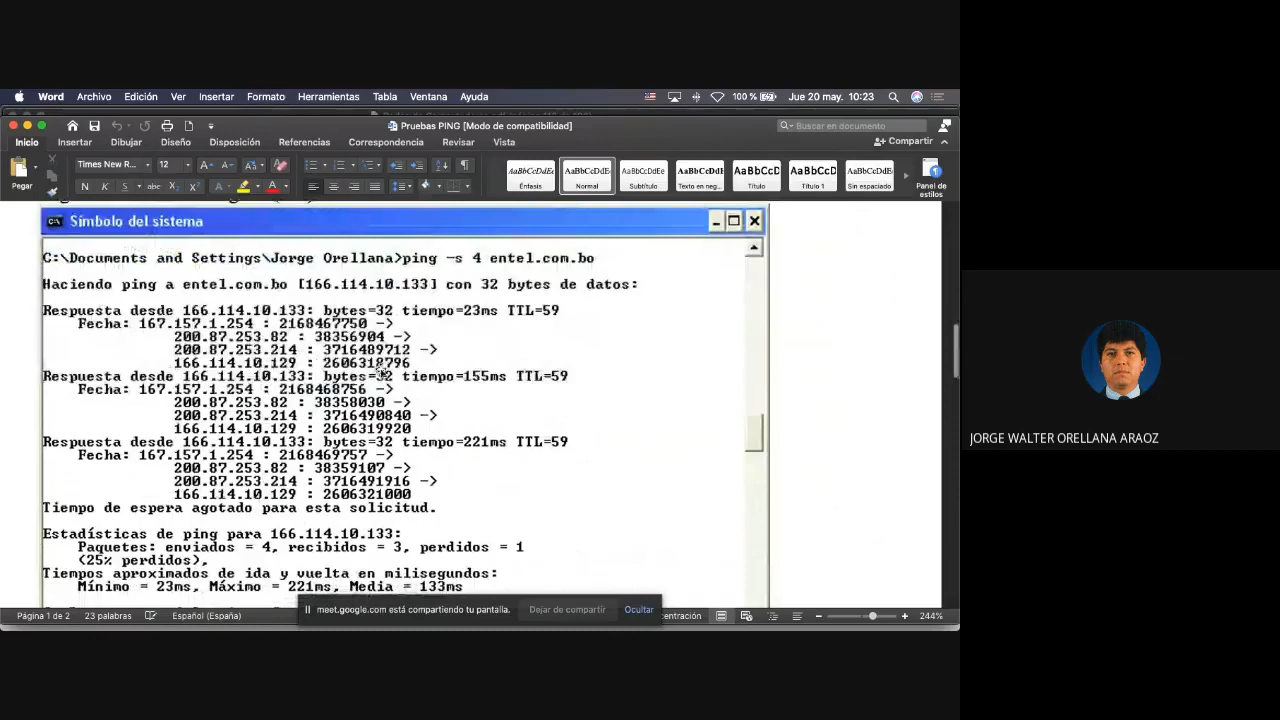 Word Archivo Edición Ver Insertar Formato Herramientas Tabla Ventana Ayuda 100 % Jue 20 may. 10:23
Pruebas PING [Modo de compatibilidad]
Buscar en documento
Inicio Insertar Dibujar Diseño Disposición Referencias Correspondencia Revisar Vista Compartir
Times New R... 12
Pegar
AaBbCcDdEe AaBbCcDdEe AaBbCcDdEe AaBbCcDdE AaBbCcD AaBbCcD AaBbCcDdEe
Énfasis Normal Subtítulo Texto en neg... Título Título 1 Sin espaciado Panel de estilos
Símbolo del sistema
C:\Documents and Settings\Jorge Orellana>ping -s 4 entel.com.bo
Haciendo ping a entel.com.bo [166.114.10.133] con 32 bytes de datos:
Respuesta desde 166.114.10.133: bytes=32 tiempo=23ms TTL=59
Fecha: 167.157.1.254 : 2168467750 ->
200.87.253.82 : 38356904 ->
200.87.253.214 : 3716489712 ->
166.114.10.129 : 2606318796
Respuesta desde 166.114.10.133: bytes=32 tiempo=155ms TTL=59
Fecha: 167.157.1.254 : 2168468756 ->
200.87.253.82 : 38358030 ->
200.87.253.214 : 3716490840 ->
166.114.10.129 : 2606319920
Respuesta desde 166.114.10.133: bytes=32 tiempo=221ms TTL=59
Fecha: 167.157.1.254 : 2168469757 ->
200.87.253.82 : 38359107 ->
200.87.253.214 : 3716491916 ->
166.114.10.129 : 2606321000
Tiempo de espera agotado para esta solicitud.
Estadísticas de ping para 166.114.10.133:
Paquetes: enviados = 4, recibidos = 3, perdidos = 1
(25% perdidos),
Tiempos aproximados de ida y vuelta en milisegundos:
Mínimo = 23ms, Máximo = 221ms, Media = 133ms
meet.google.com está compartiendo tu pantalla. Dejar de compartir Ocultar
Página 1 de 2 23 palabras Español (España) 244%
JORGE WALTER ORELLANA ARAOZ